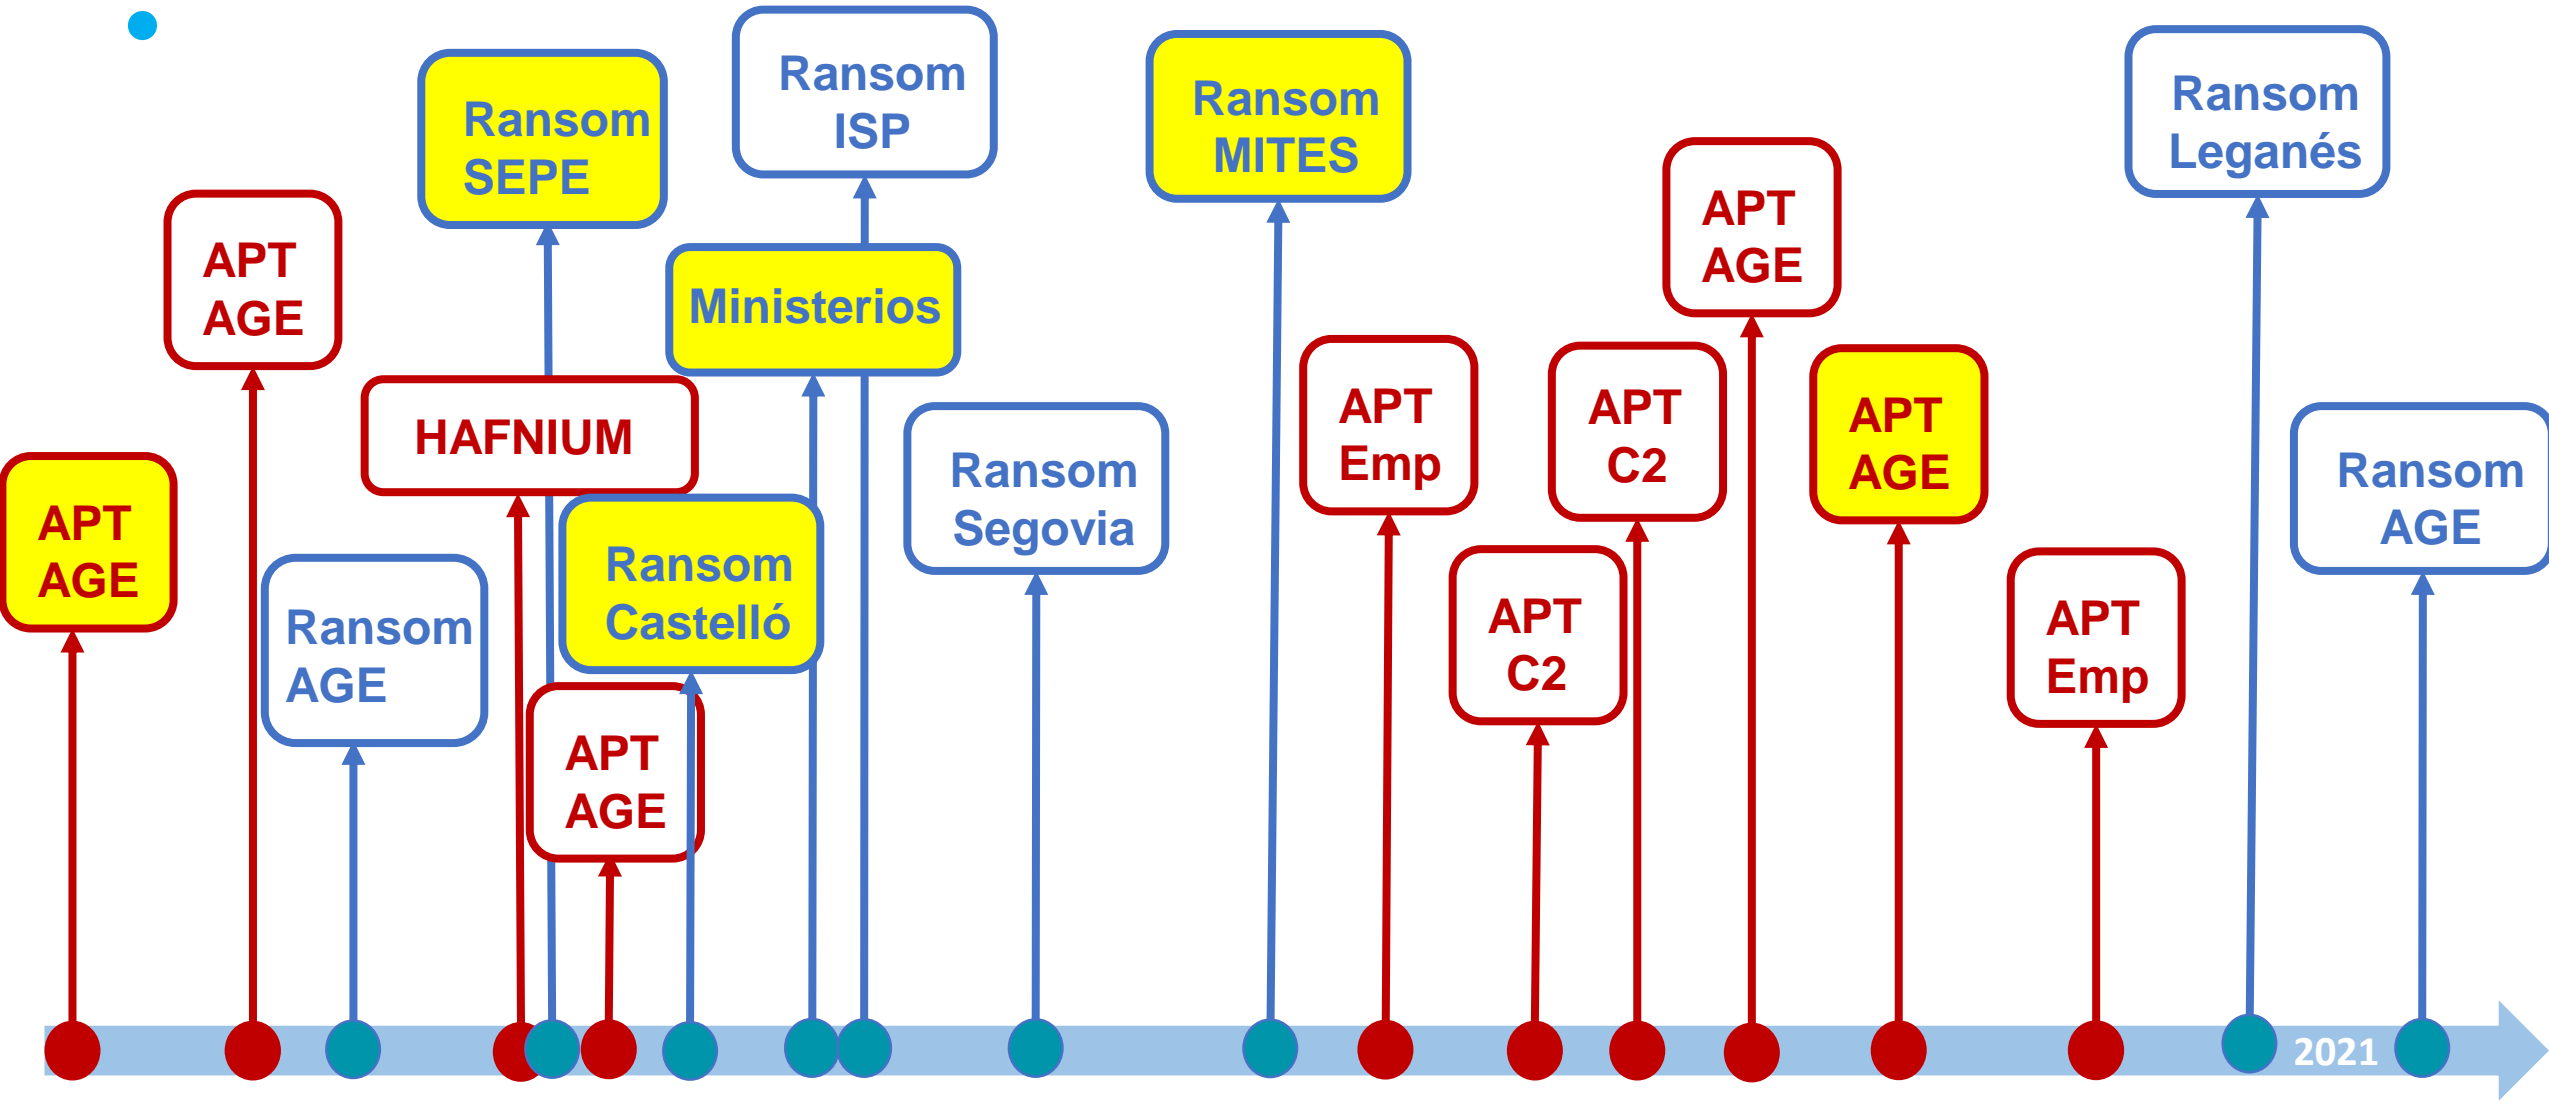 APT
AGE
APT
AGE
Ransom
AGE
Ransom
SEPE
HAFNIUM
APT
AGE
Ransom
Castelló
Ministerios
Ransom
ISP
Ransom
Segovia
Ransom
MITES
APT
Emp
APT
C2
APT
C2
APT
AGE
APT
AGE
APT
Emp
Ransom
Leganés
Ransom
AGE
2021